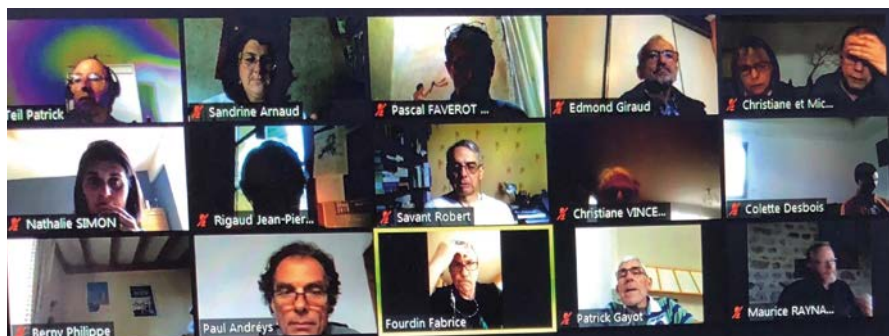 Teil Patrick
Sandrine Arnaud
Pascal FAVEROT ...
Edmond Giraud
Christiane et Mic...
Nathalie SIMON
Rigaud Jean-Pier...
Savant Robert
Christiane VINCE...
Colette Desbois
Berny Philippe
Paul Andréys
Fourdin Fabrice
Patrick Gayot
Maurice RAYNA...